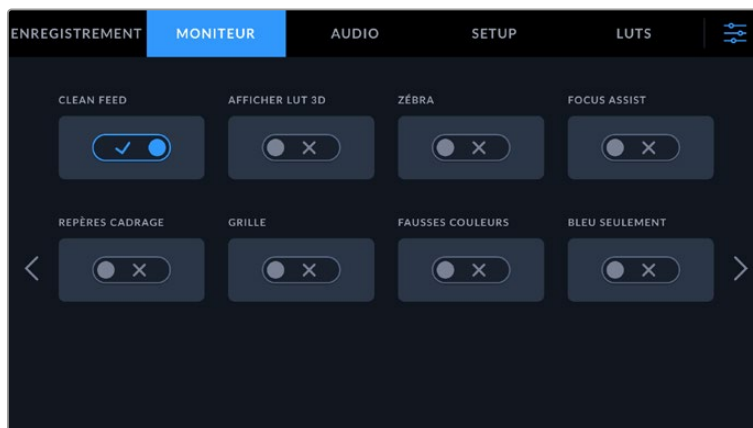 ENREGISTREMENT MONITEUR AUDIO SETUP LUTS
CLEAN FEED AFFICHER LUT 3D ZÉBRA FOCUS ASSIST
REPÈRES CADRAGE GRILLE FAUSSES COULEURS BLEU SEULEMENT